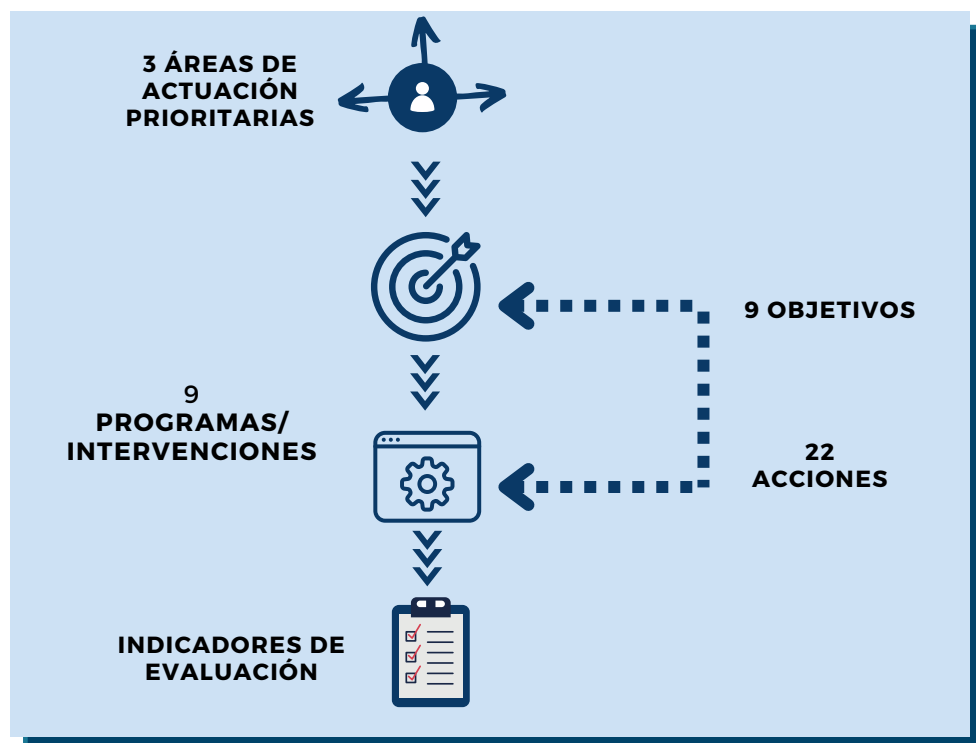 3 ÁREAS DE
ACTUACIÓN
PRIORITARIAS
9 OBJETIVOS
9
PROGRAMAS/
INTERVENCIONES
22
ACCIONES
INDICADORES DE
EVALUACIÓN